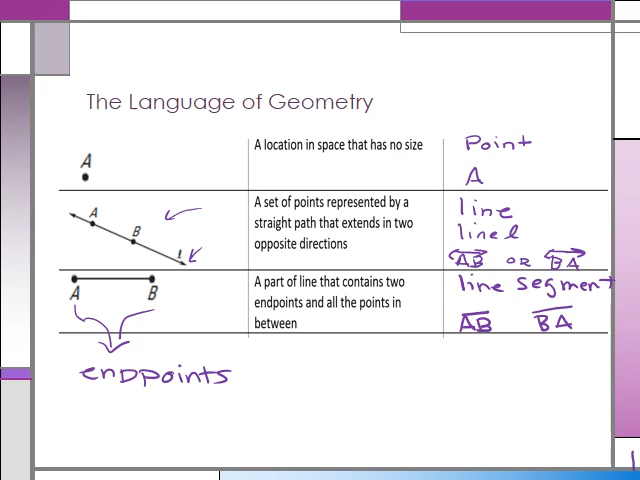 The Language of Geometry
A
A location in space that has no size
Point
A
A
B
l
A set of points represented by a
straight path that extends in two
opposite directions
line
line l
AB OR BA
A B
A part of line that contains two
endpoints and all the points in
between
line segment
AB BA
endpoints